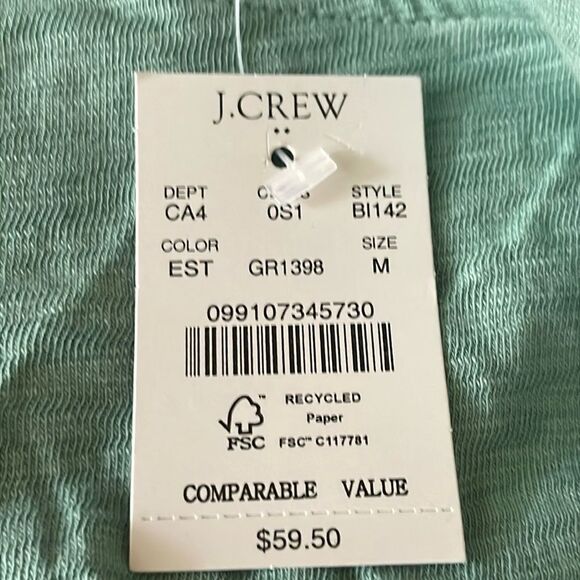 J.CREW
DEPT STYLE
CA4 0S1 BI142
COLOR SIZE
EST GR1398 M
099107345730
RECYCLED
Paper
FSC™ FSC™ C117781
COMPARABLE VALUE
$59.50